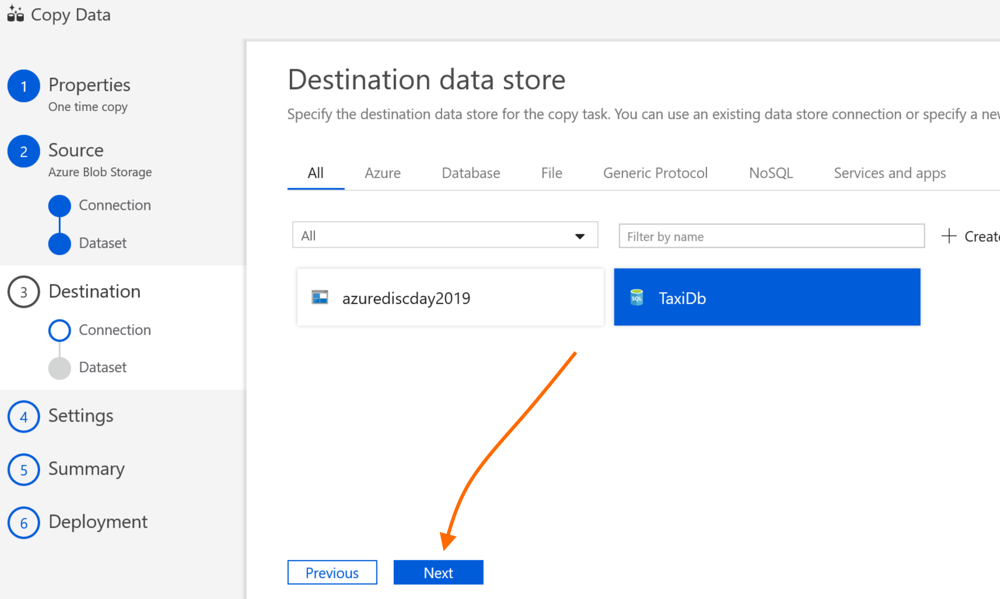 Copy Data
1 Properties
One time copy
2 Source
Azure Blob Storage
Connection
Dataset
3 Destination
Connection
Dataset
4 Settings
5 Summary
6 Deployment
Destination data store
Specify the destination data store for the copy task. You can use an existing data store connection or specify a
All Azure Database File Generic Protocol NoSQL Services and apps
All Filter by name + Create
azurediscday2019 SQL TaxiDb
Previous Next